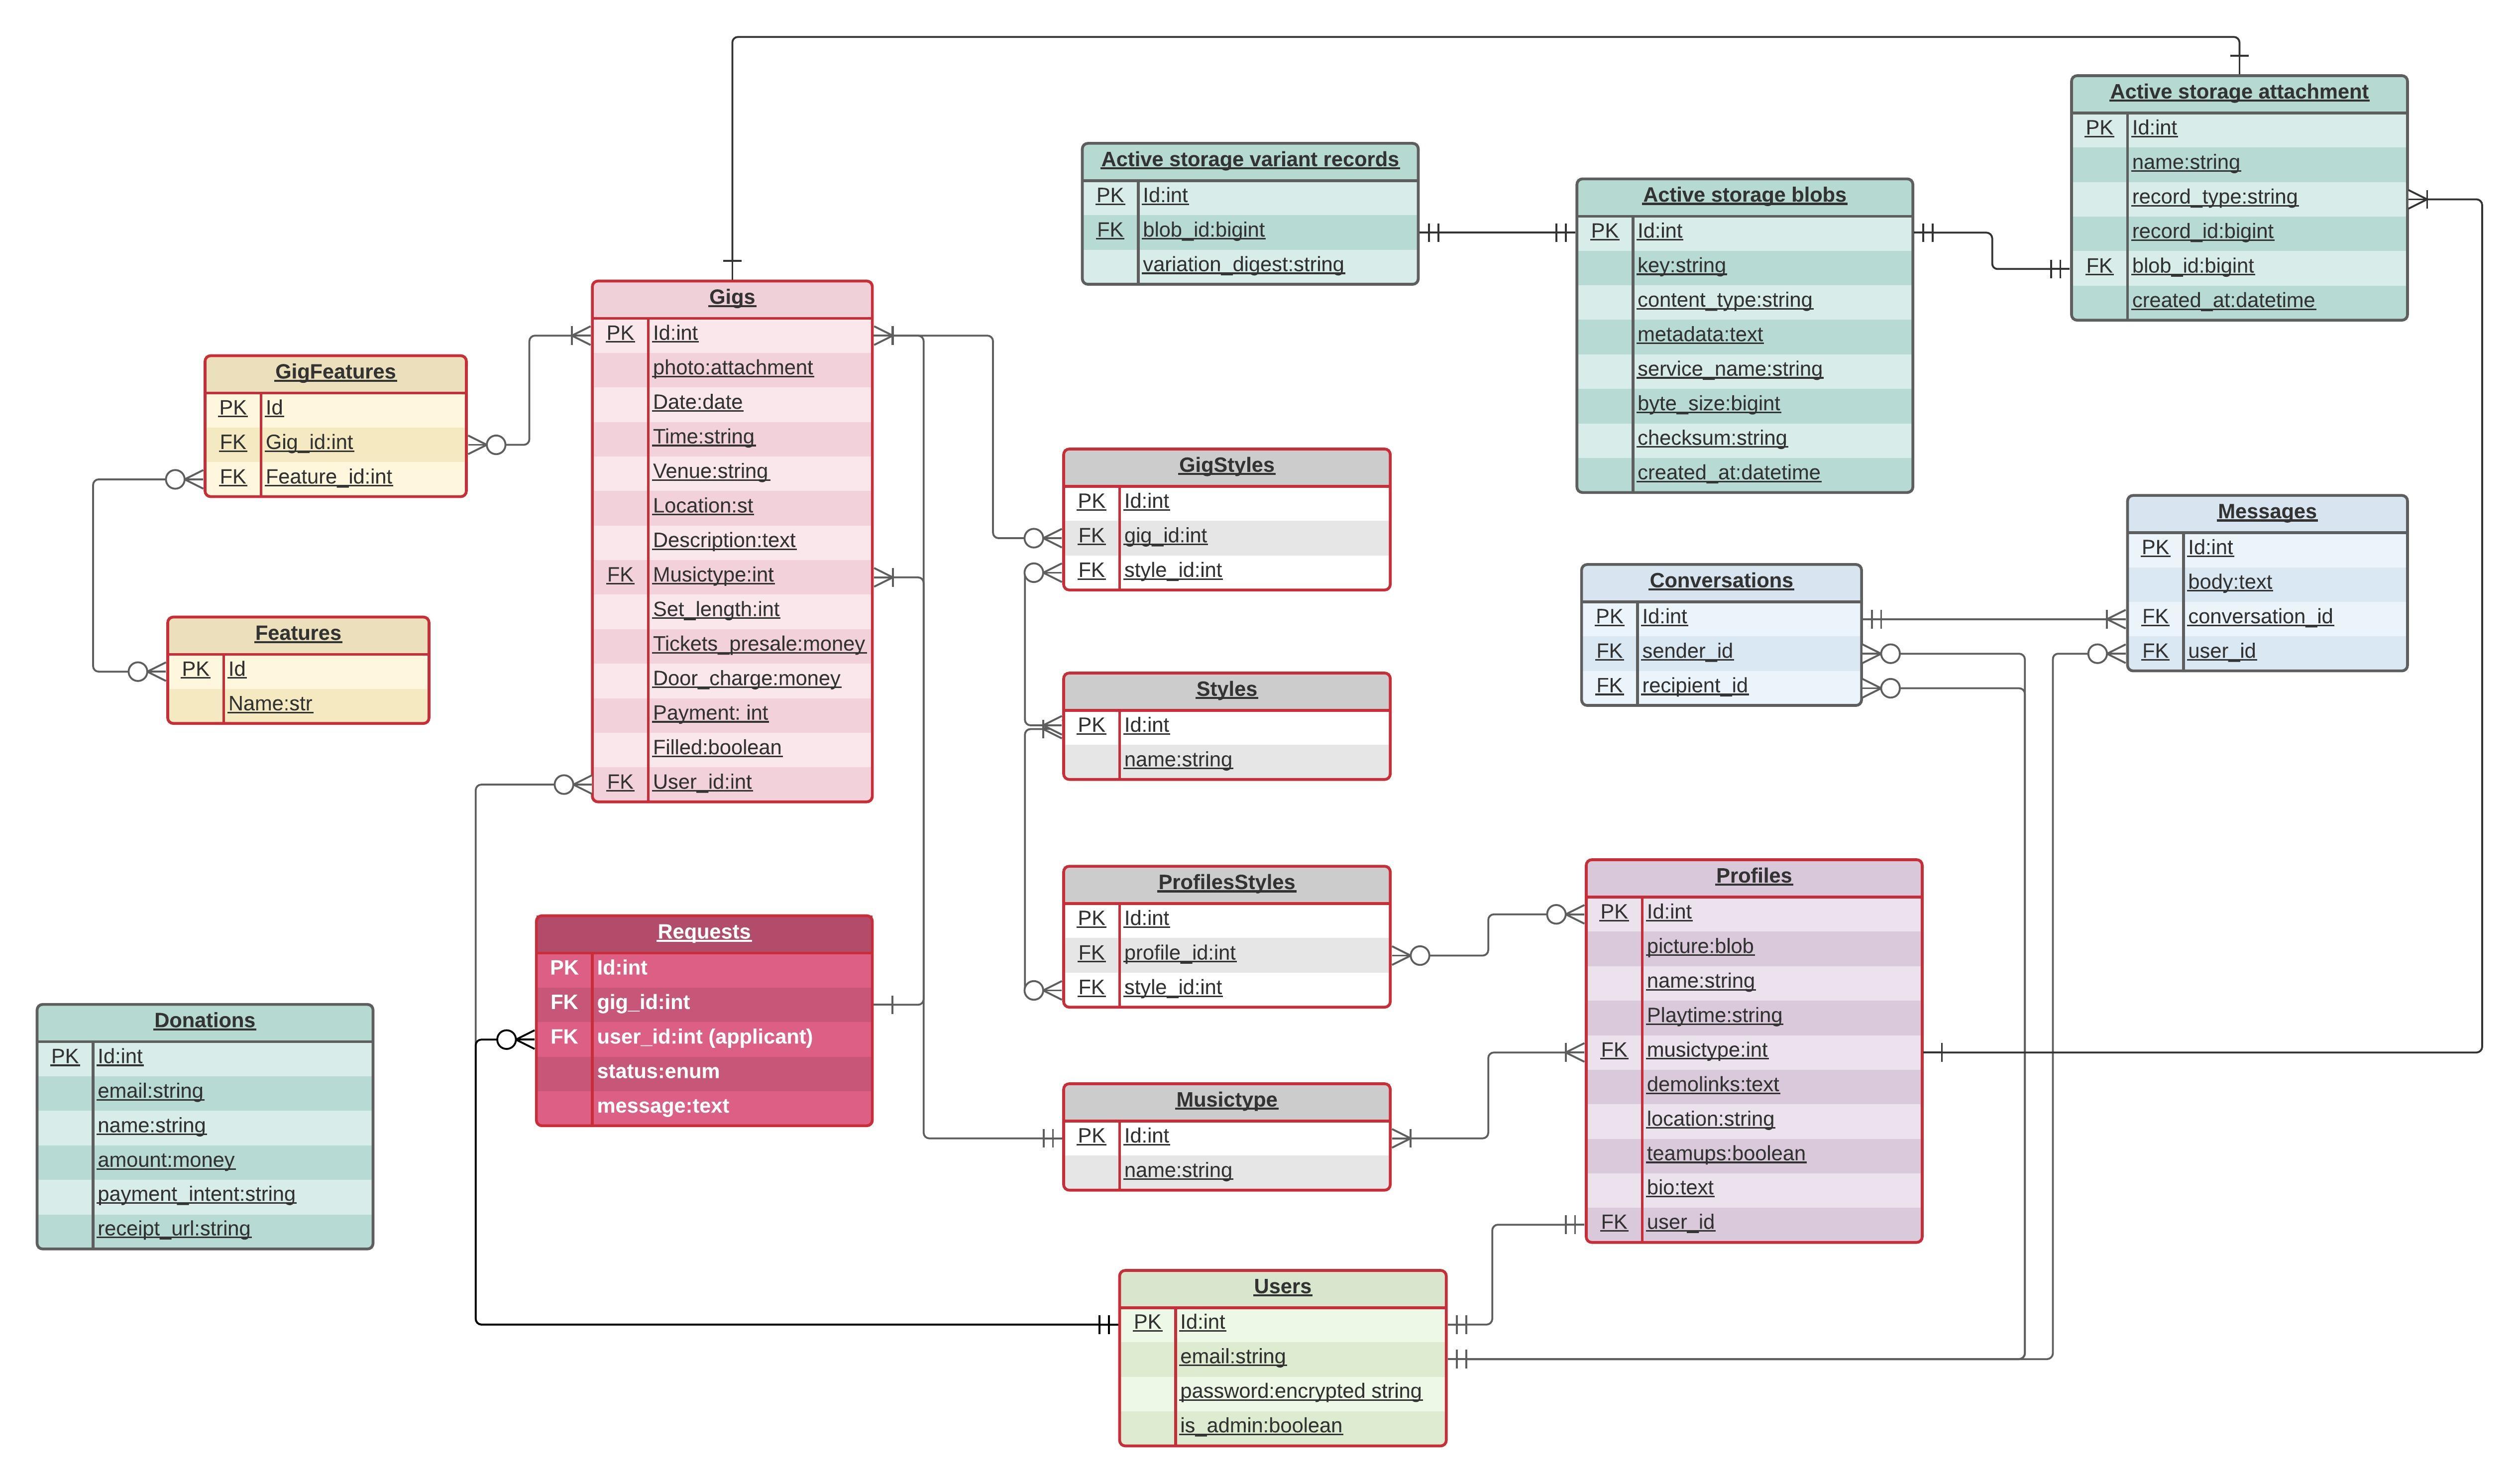 Active storage attachment
PK Id:int
name:string
record_type:string
record_id:bigint
FK blob_id:bigint
created_at:datetime
Active storage variant records
PK Id:int
FK blob_id:bigint
variation_digest:string
Active storage blobs
PK Id:int
key:string
content_type:string
metadata:text
service_name:string
byte_size:bigint
checksum:string
created_at:datetime
Gigs
PK Id:int
photo:attachment
Date:date
Time:string
Venue:string
Location:st
Description:text
FK Musictype:int
Set_length:int
Tickets_presale:money
Door_charge:money
Payment: int
Filled:boolean
FK User_id:int
GigFeatures
PK Id
FK Gig_id:int
FK Feature_id:int
GigStyles
PK Id:int
FK gig_id:int
FK style_id:int
Messages
PK Id:int
body:text
FK conversation_id
FK user_id
Conversations
PK Id:int
FK sender_id
FK recipient_id
Features
PK Id
Name:str
Styles
PK Id:int
name:string
ProfilesStyles
PK Id:int
FK profile_id:int
FK style_id:int
Profiles
PK Id:int
picture:blob
name:string
Playtime:string
FK musictype:int
demolinks:text
location:string
teamups:boolean
bio:text
FK user_id
Requests
PK Id:int
FK gig_id:int
FK user_id:int (applicant)
status:enum
message:text
Donations
PK Id:int
email:string
name:string
amount:money
payment_intent:string
receipt_url:string
Musictype
PK Id:int
name:string
Users
PK Id:int
email:string
password:encrypted string
is_admin:boolean